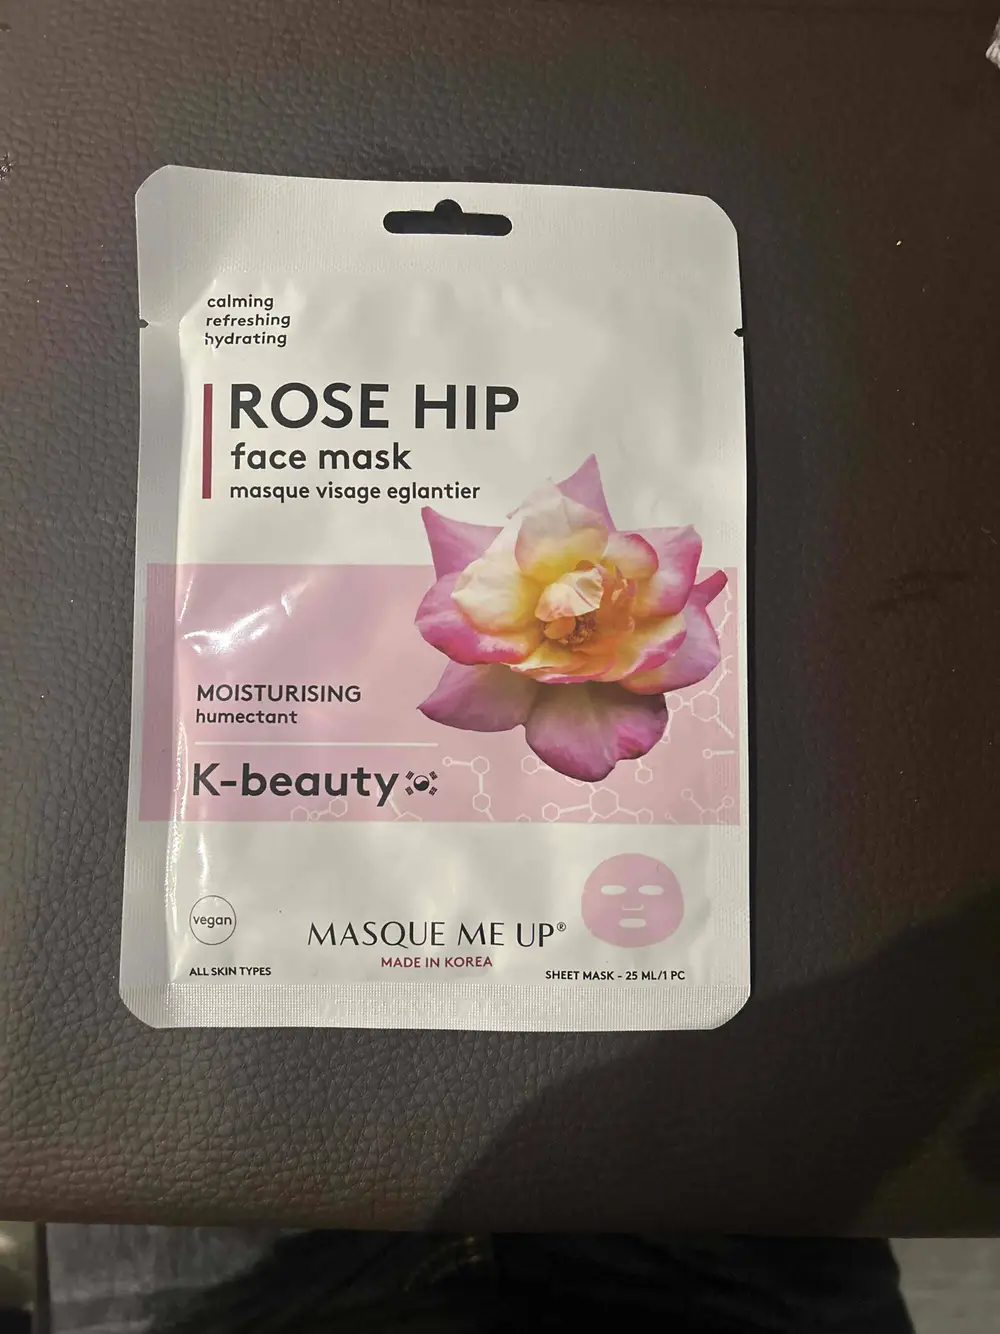 calming
refreshing
hydrating
ROSE HIP
face mask
masque visage eglantier
MOISTURISING
humectant
K-beauty
vegan
MASQUE ME UP®
MADE IN KOREA
ALL SKIN TYPES
SHEET MASK - 25 ML/1 PC